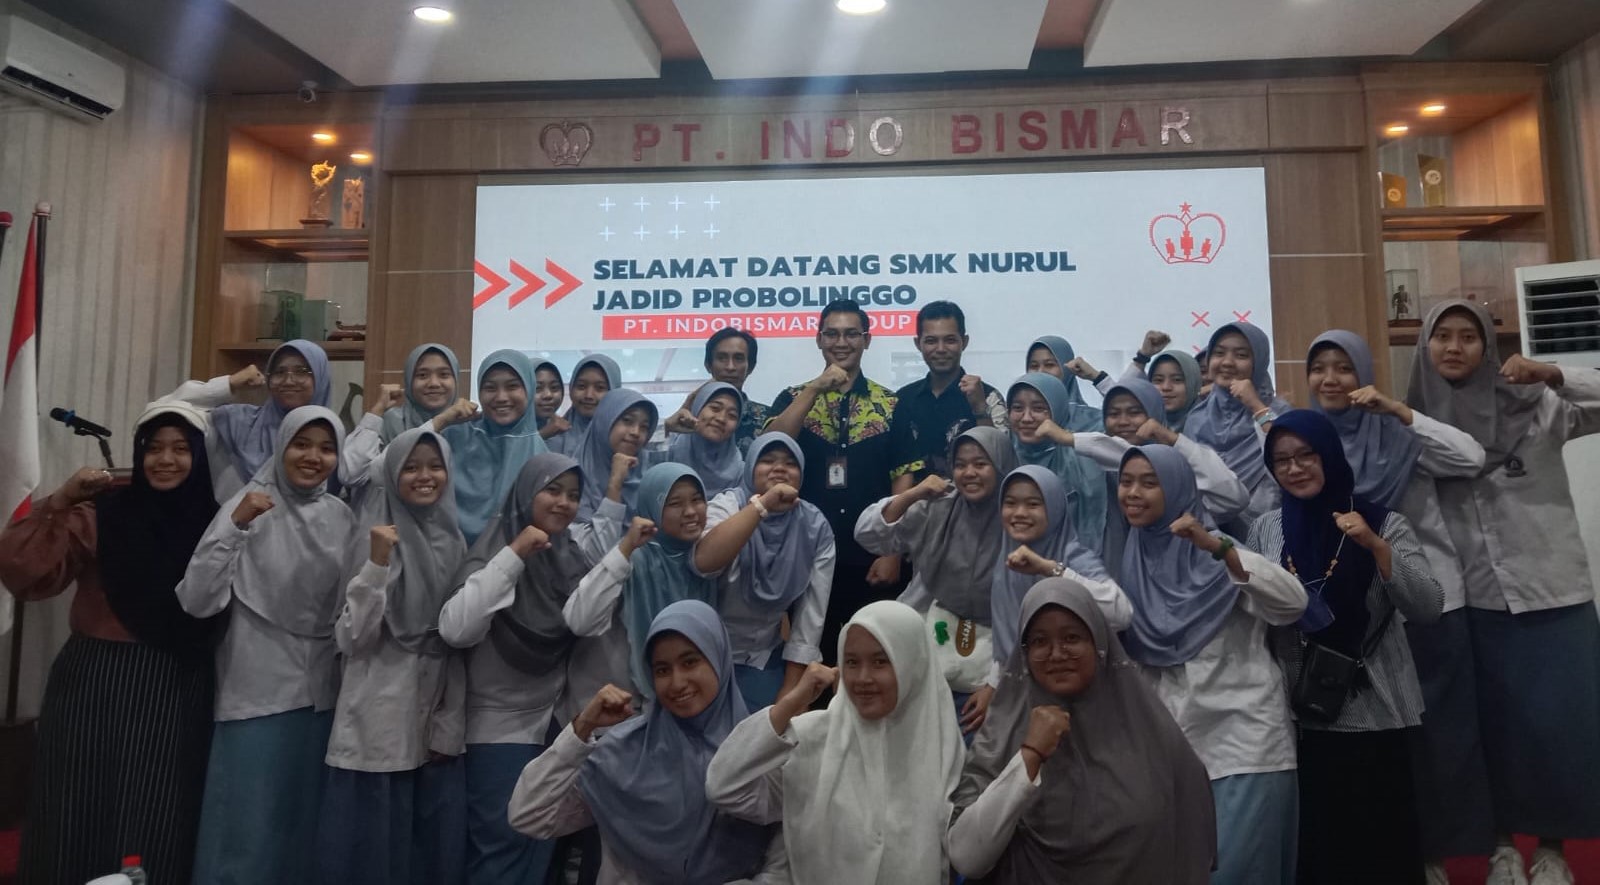 PT. INDO BISMAR
SELAMAT DATANG SMK NURUL
JADID PROBOLINGGO
PT. INDOBISMAR